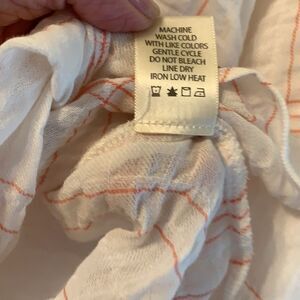 MACHINE
WASH COLD
WITH LIKE COLORS
GENTLE CYCLE
DO NOT BLEACH
LINE DRY
IRON LOW HEAT